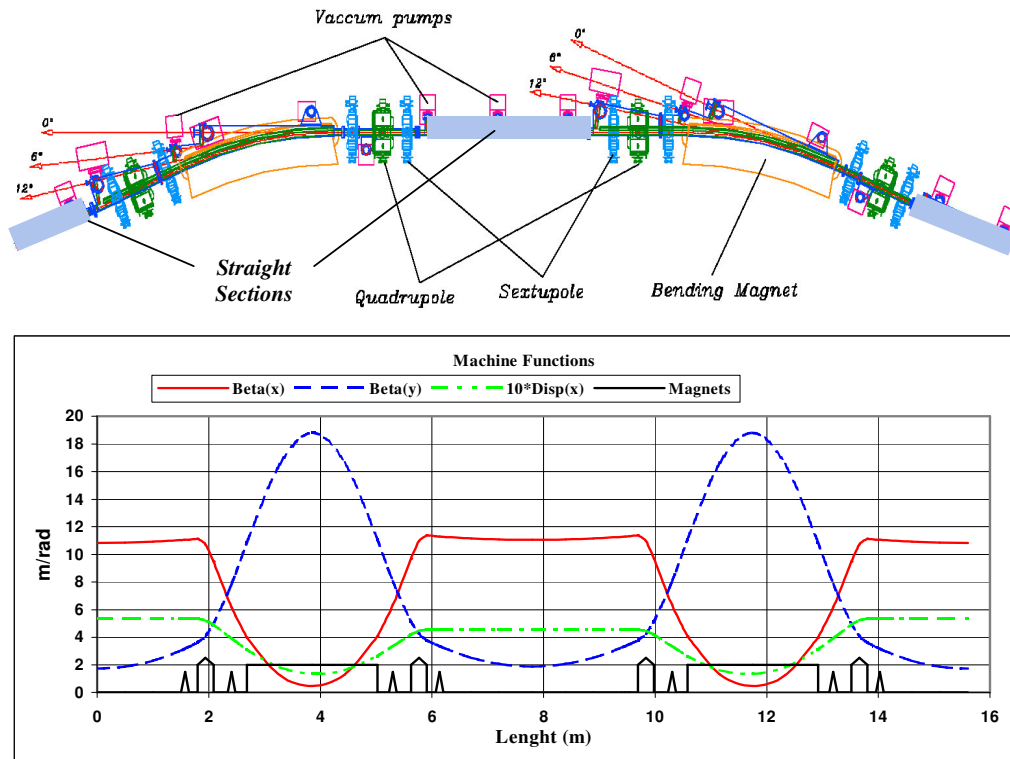 Vaccum pumps
0°
6°
12°
0°
6°
12°
Straight
Sections
Quadrupole
Sextupole
Bending Magnet
Machine Functions
Beta(x) Beta(y) 10*Disp(x) Magnets
m/rad
20
18
16
14
12
10
8
6
4
2
0
0 2 4 6 8 10 12 14 16
Lenght (m)